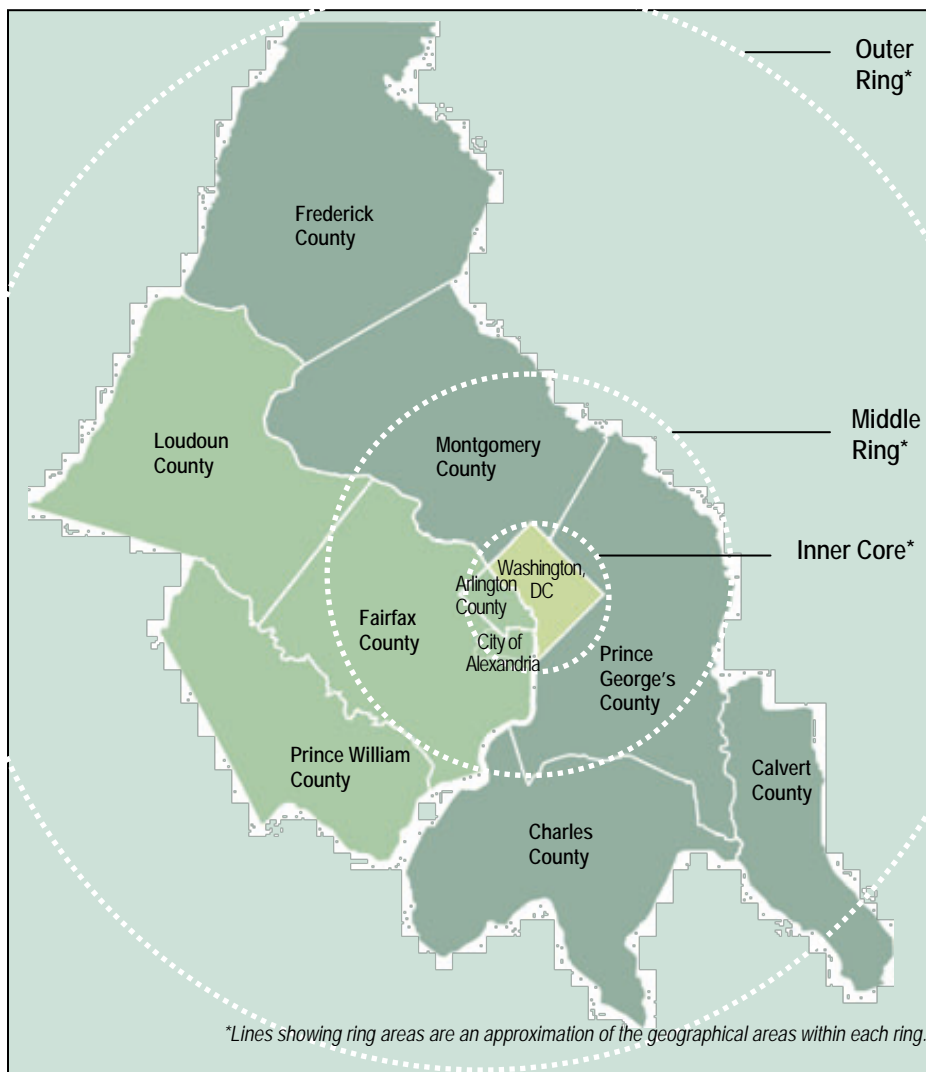 Outer
Ring*
Frederick
County
Middle
Ring*
Loudoun
County
Montgomery
County
Inner Core*
Washington,
DC
Arlington
County
Fairfax
County
City of
Alexandria
Prince
George's
County
Prince William
County
Calvert
County
Charles
County
*Lines showing ring areas are an approximation of the geographical areas within each ring.